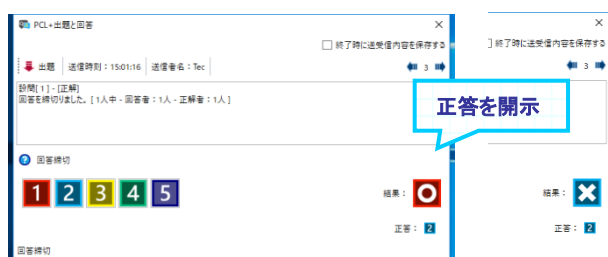 PCL+出題と回答
終了時に送受信内容を保存する
出題 送信時刻：15:01:16 送信者名：Tec
3
設問[1]-[正解]
回答を締切りました。[1人中 - 回答者：1人 - 正解者：1人]
回答締切
1 2 3 4 5
結果：
正答： 2
回答締切
正答を開示
終了時に送受信内容を保存する
3
結果：
正答： 2